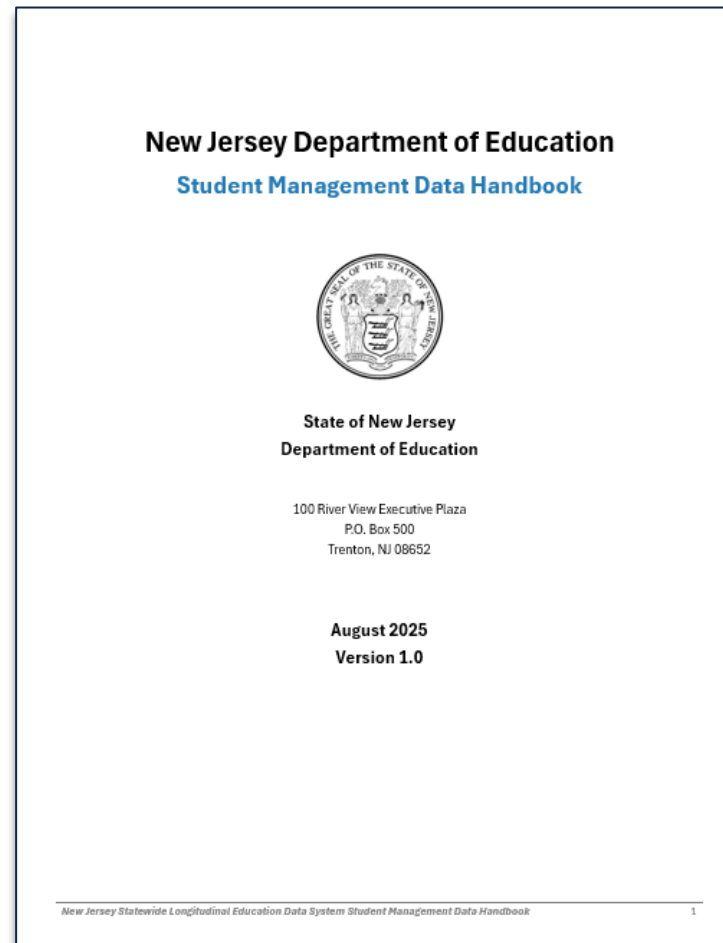 New Jersey Department of Education
Student Management Data Handbook
THE GREAT SEAL OF THE STATE OF NEW JERSEY
State of New Jersey
Department of Education
100 River View Executive Plaza
P.O. Box 500
Trenton, NJ 08652
August 2025
Version 1.0
New Jersey Statewide Longitudinal Education Data System Student Management Data Handbook 1